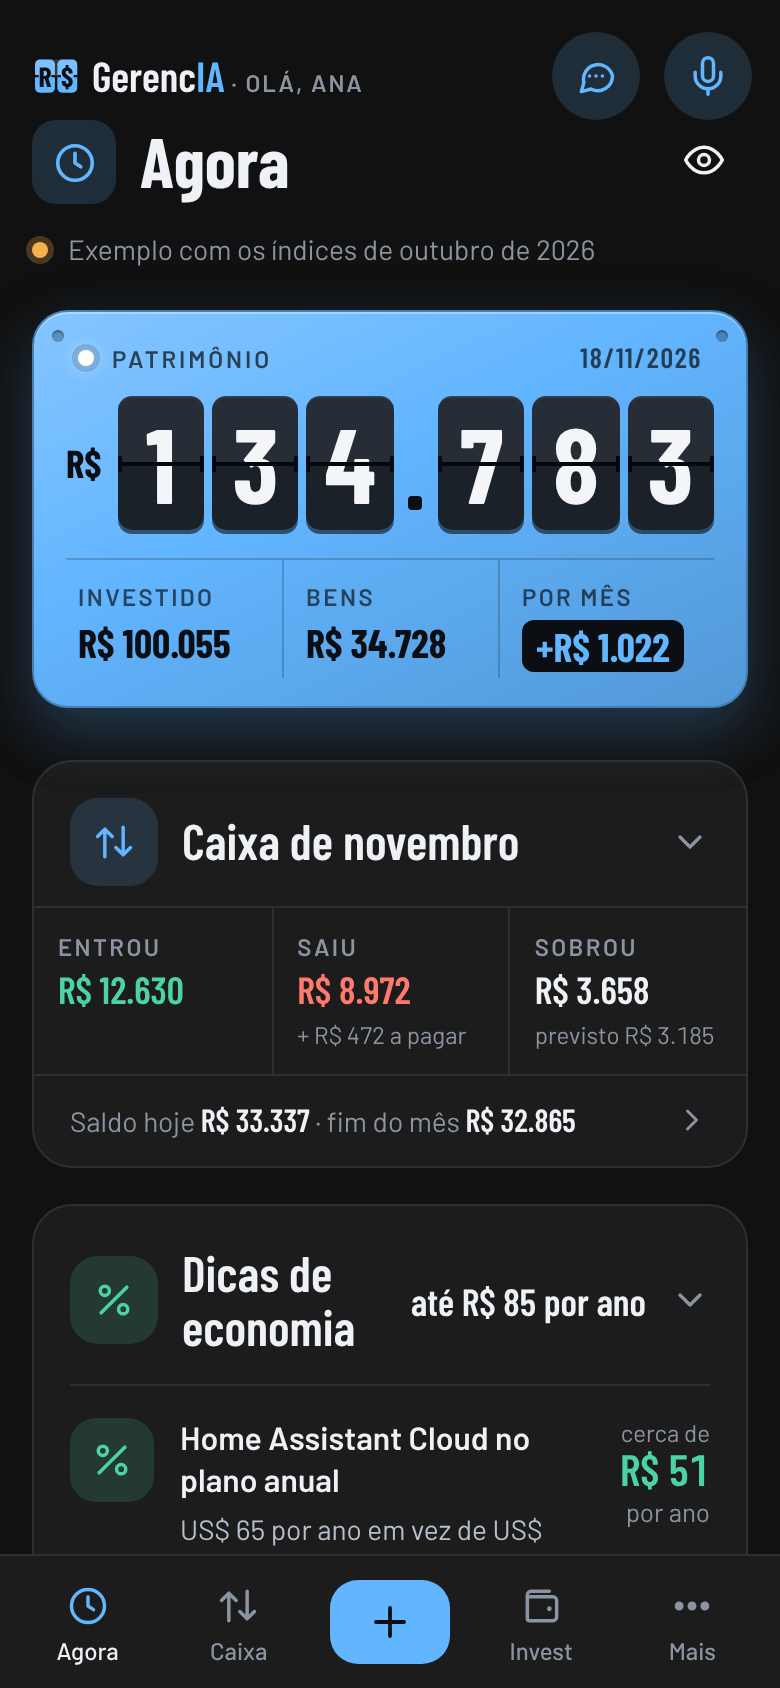 R$ GerencIA · OLÁ, ANA
Agora
Exemplo com os índices de outubro de 2026
PATRIMÔNIO 18/11/2026
R$ 134.783
INVESTIDO BENS POR MÊS
R$ 100.055 R$ 34.728 +R$ 1.022
Caixa de novembro
ENTROU SAIU SOBROU
R$ 12.630 R$ 8.972 R$ 3.658
+ R$ 472 a pagar previsto R$ 3.185
Saldo hoje R$ 33.337 · fim do mês R$ 32.865
Dicas de
economia
até R$ 85 por ano
Home Assistant Cloud no
plano anual
cerca de
R$ 51
por ano
US$ 65 por ano em vez de US$
Agora Caixa + Invest Mais